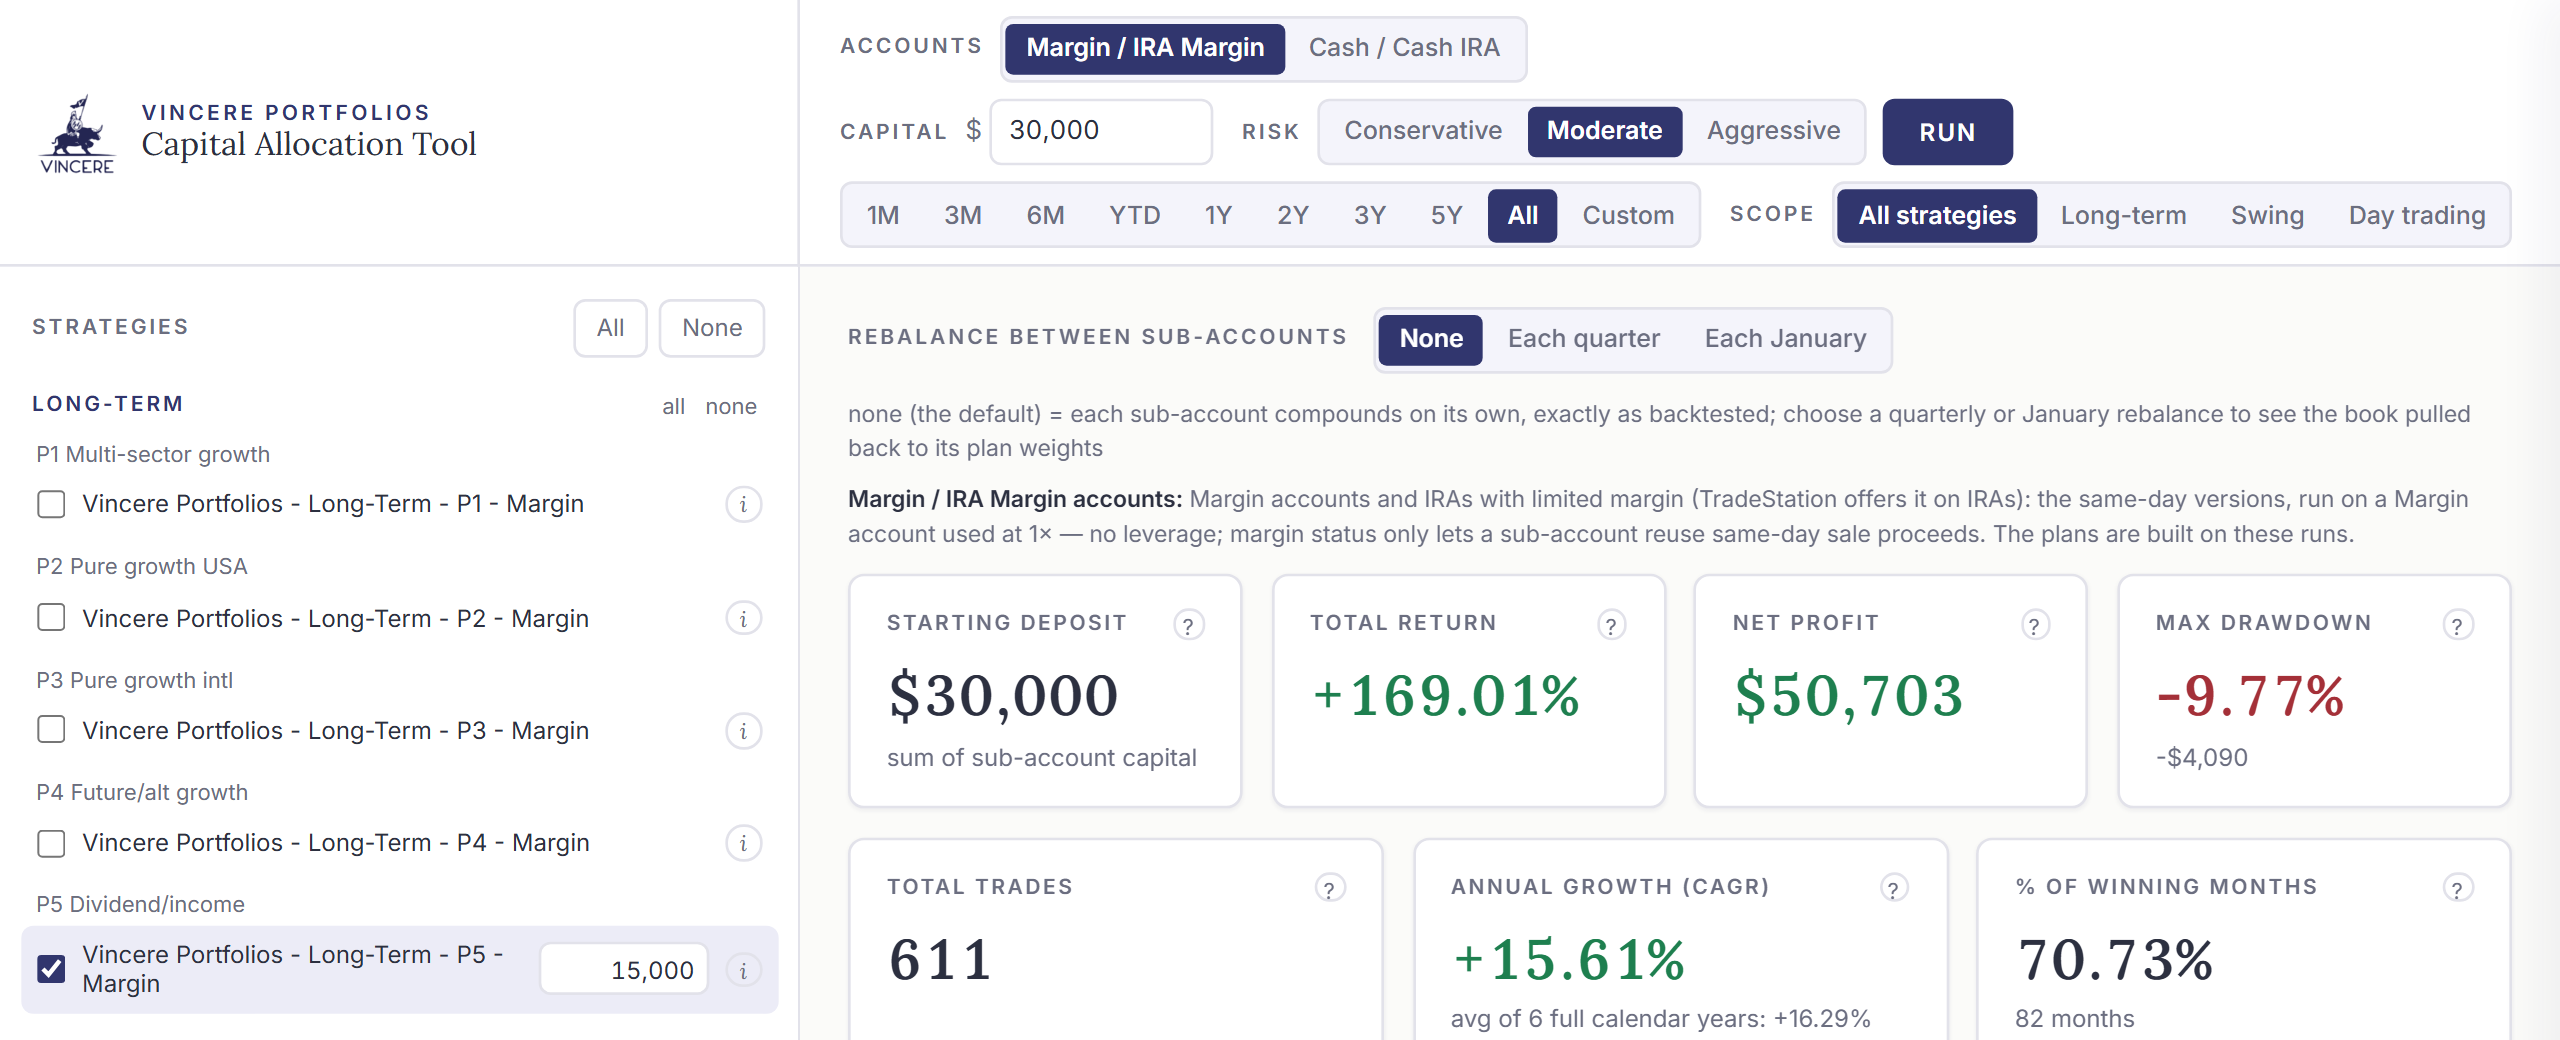 VINCERE
VINCERE PORTFOLIOS
Capital Allocation Tool
ACCOUNTS Margin / IRA Margin Cash / Cash IRA
CAPITAL $ 30,000 RISK Conservative Moderate Aggressive RUN
1M 3M 6M YTD 1Y 2Y 3Y 5Y All Custom SCOPE All strategies Long-term Swing Day trading
STRATEGIES All None
LONG-TERM all none
P1 Multi-sector growth
Vincere Portfolios - Long-Term - P1 - Margin i
P2 Pure growth USA
Vincere Portfolios - Long-Term - P2 - Margin i
P3 Pure growth intl
Vincere Portfolios - Long-Term - P3 - Margin i
P4 Future/alt growth
Vincere Portfolios - Long-Term - P4 - Margin i
P5 Dividend/income
Vincere Portfolios - Long-Term - P5 -
Margin 15,000 i
REBALANCE BETWEEN SUB-ACCOUNTS None Each quarter Each January
none (the default) = each sub-account compounds on its own, exactly as backtested; choose a quarterly or January rebalance to see the book pulled
back to its plan weights
Margin / IRA Margin accounts: Margin accounts and IRAs with limited margin (TradeStation offers it on IRAs): the same-day versions, run on a Margin
account used at 1× — no leverage; margin status only lets a sub-account reuse same-day sale proceeds. The plans are built on these runs.
STARTING DEPOSIT ?
$30,000
sum of sub-account capital
TOTAL RETURN ?
+169.01%
NET PROFIT ?
$50,703
MAX DRAWDOWN ?
-9.77%
-$4,090
TOTAL TRADES ?
611
ANNUAL GROWTH (CAGR) ?
+15.61%
avg of 6 full calendar years: +16.29%
% OF WINNING MONTHS ?
70.73%
82 months